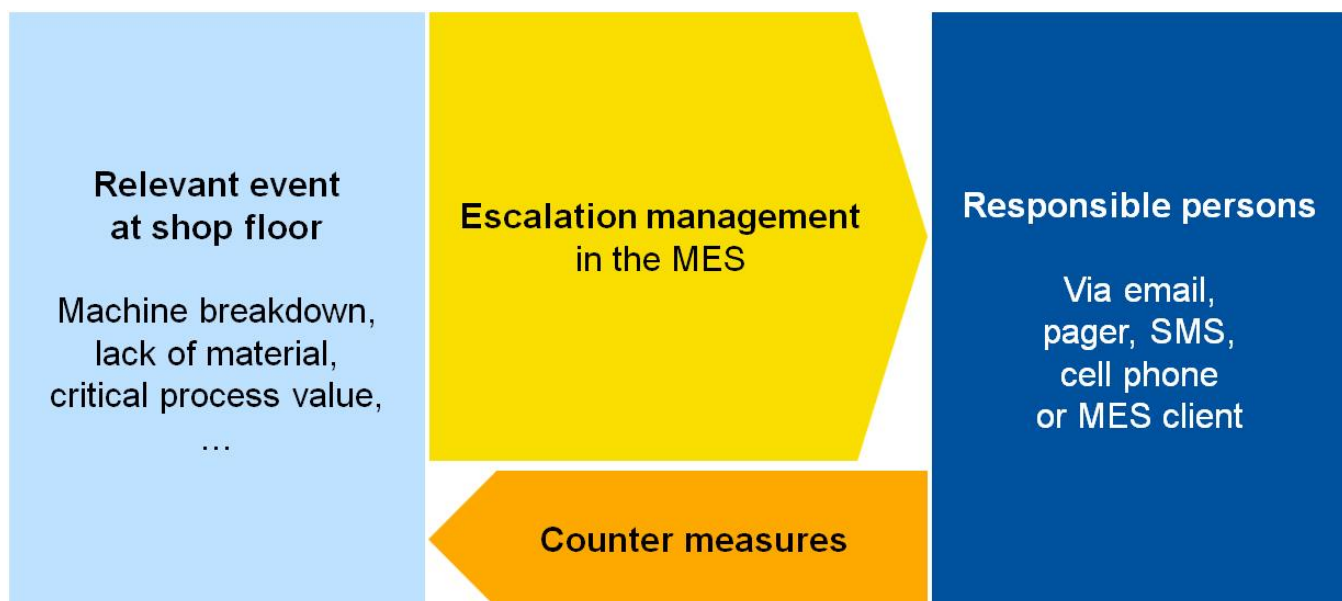 Relevant event
at shop floor
Machine breakdown,
lack of material,
critical process value,
...
Escalation management
in the MES
Responsible persons
Via email,
pager, SMS,
cell phone
or MES client
Counter measures